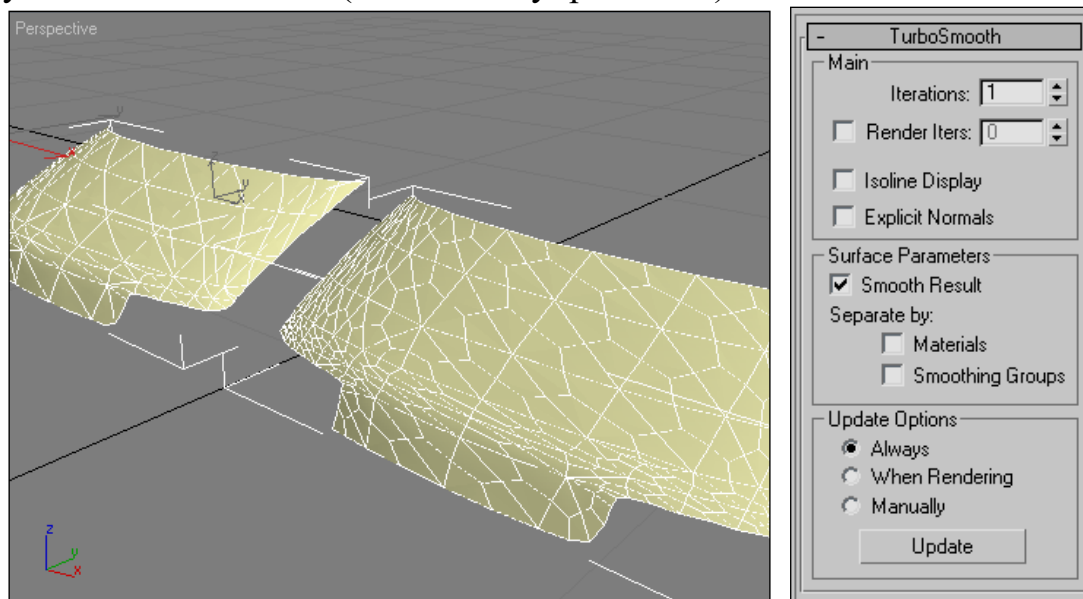 Perspective
z
y
x
- TurboSmooth
Main
Iterations: 1
Render Iters: 0
Isoline Display
Explicit Normals
Surface Parameters
Smooth Result
Separate by:
Materials
Smoothing Groups
Update Options
Always
When Rendering
Manually
Update